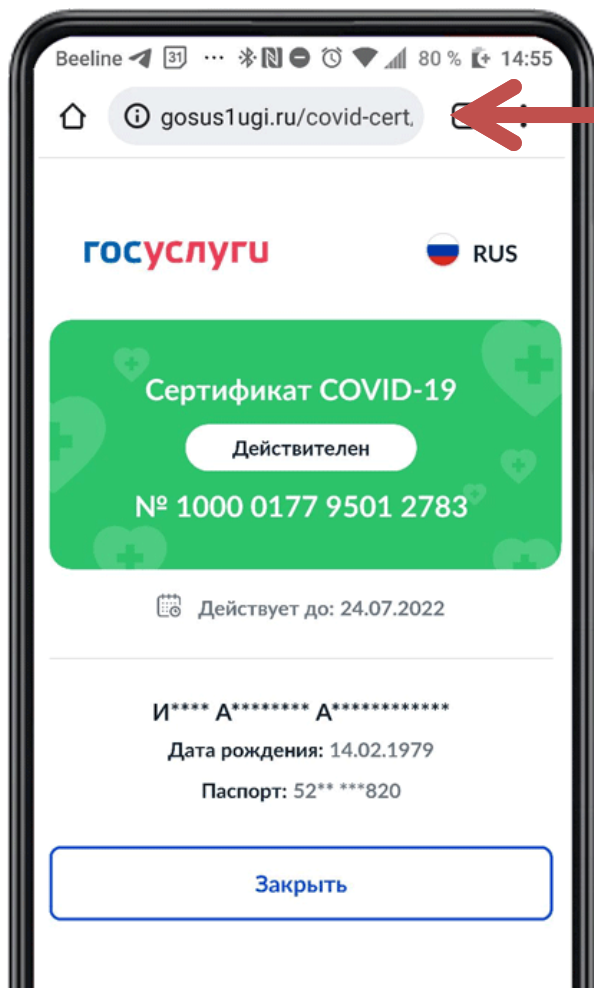 Beeline 31 ... 80 % 14:55
gosus1ugi.ru/covid-cert
госуслуги RUS
Сертификат COVID-19
Действителен
№ 1000 0177 9501 2783
Действует до: 24.07.2022
И**** А******** А************
Дата рождения: 14.02.1979
Паспорт: 52** ***820
Закрыть